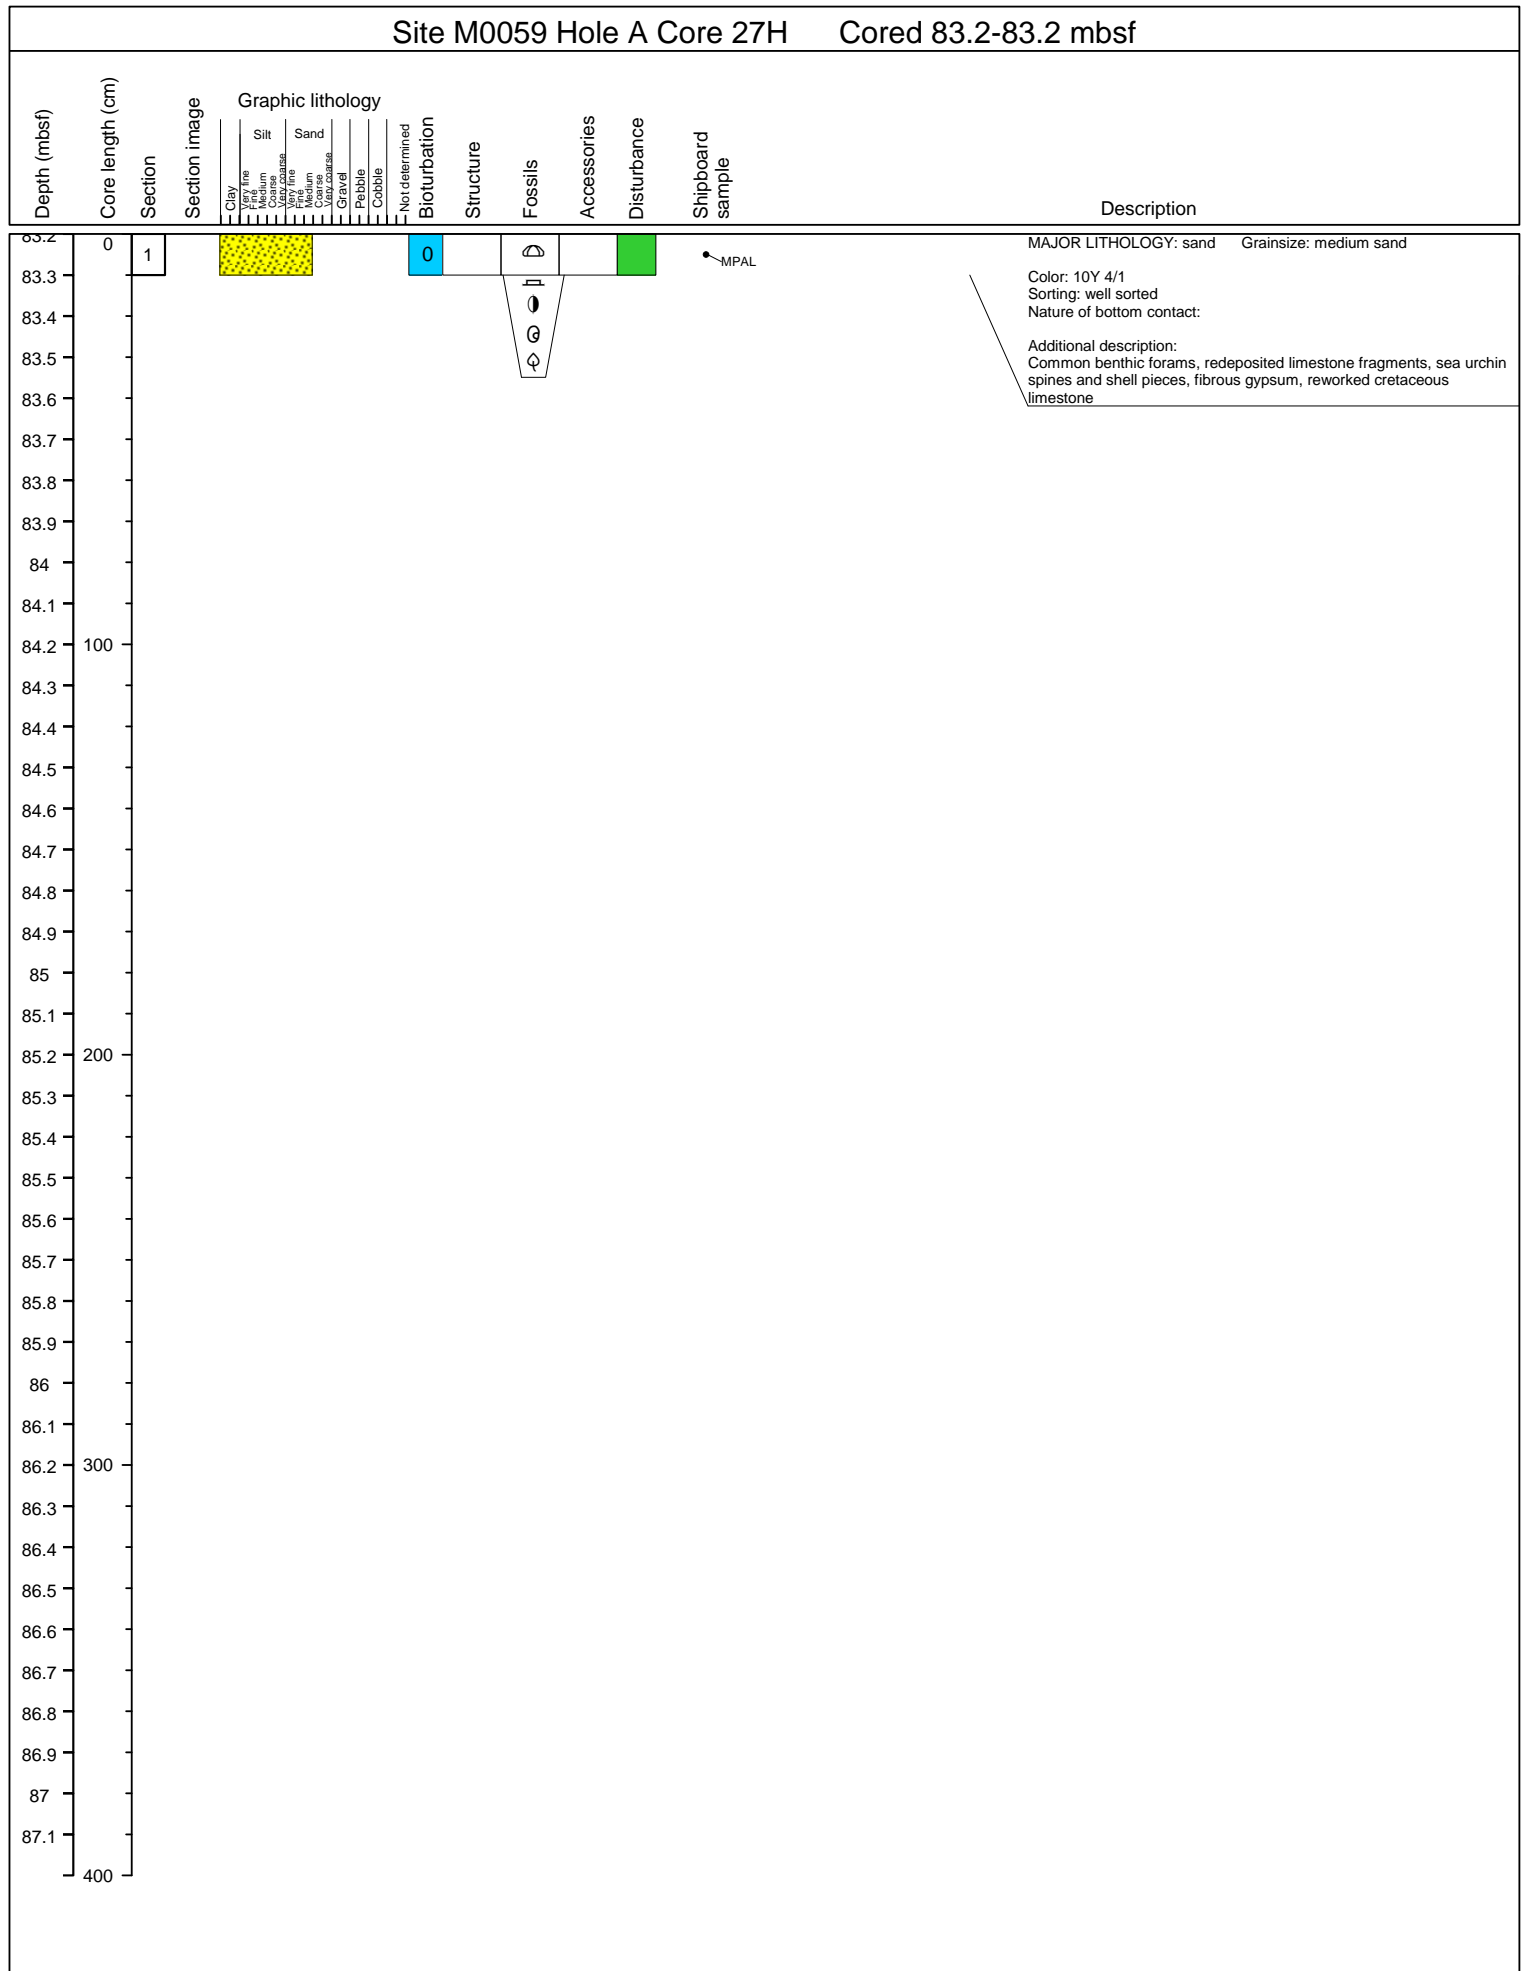 Site M0059 Hole A Core 27H Cored 83.2-83.2 mbsf
Depth (mbsf)
Core length (cm)
Section
Section image
Graphic lithology
Clay
Silt
Very fine
Fine
Medium
Coarse
Very coarse
Sand
Very fine
Fine
Medium
Coarse
Very coarse
Gravel
Pebble
Cobble
Not determined
Bioturbation
Structure
Fossils
Accessories
Disturbance
Shipboard
sample
Description
83.2
0
1
0
MPAL
MAJOR LITHOLOGY: sand Grainsize: medium sand
Color: 10Y 4/1
Sorting: well sorted
Nature of bottom contact:
Additional description:
Common benthic forams, redeposited limestone fragments, sea urchin
spines and shell pieces, fibrous gypsum, reworked cretaceous
limestone
83.3
83.4
83.5
83.6
83.7
83.8
83.9
84
84.1
84.2 100
84.3
84.4
84.5
84.6
84.7
84.8
84.9
85
85.1
85.2 200
85.3
85.4
85.5
85.6
85.7
85.8
85.9
86
86.1
86.2 300
86.3
86.4
86.5
86.6
86.7
86.8
86.9
87
87.1
400